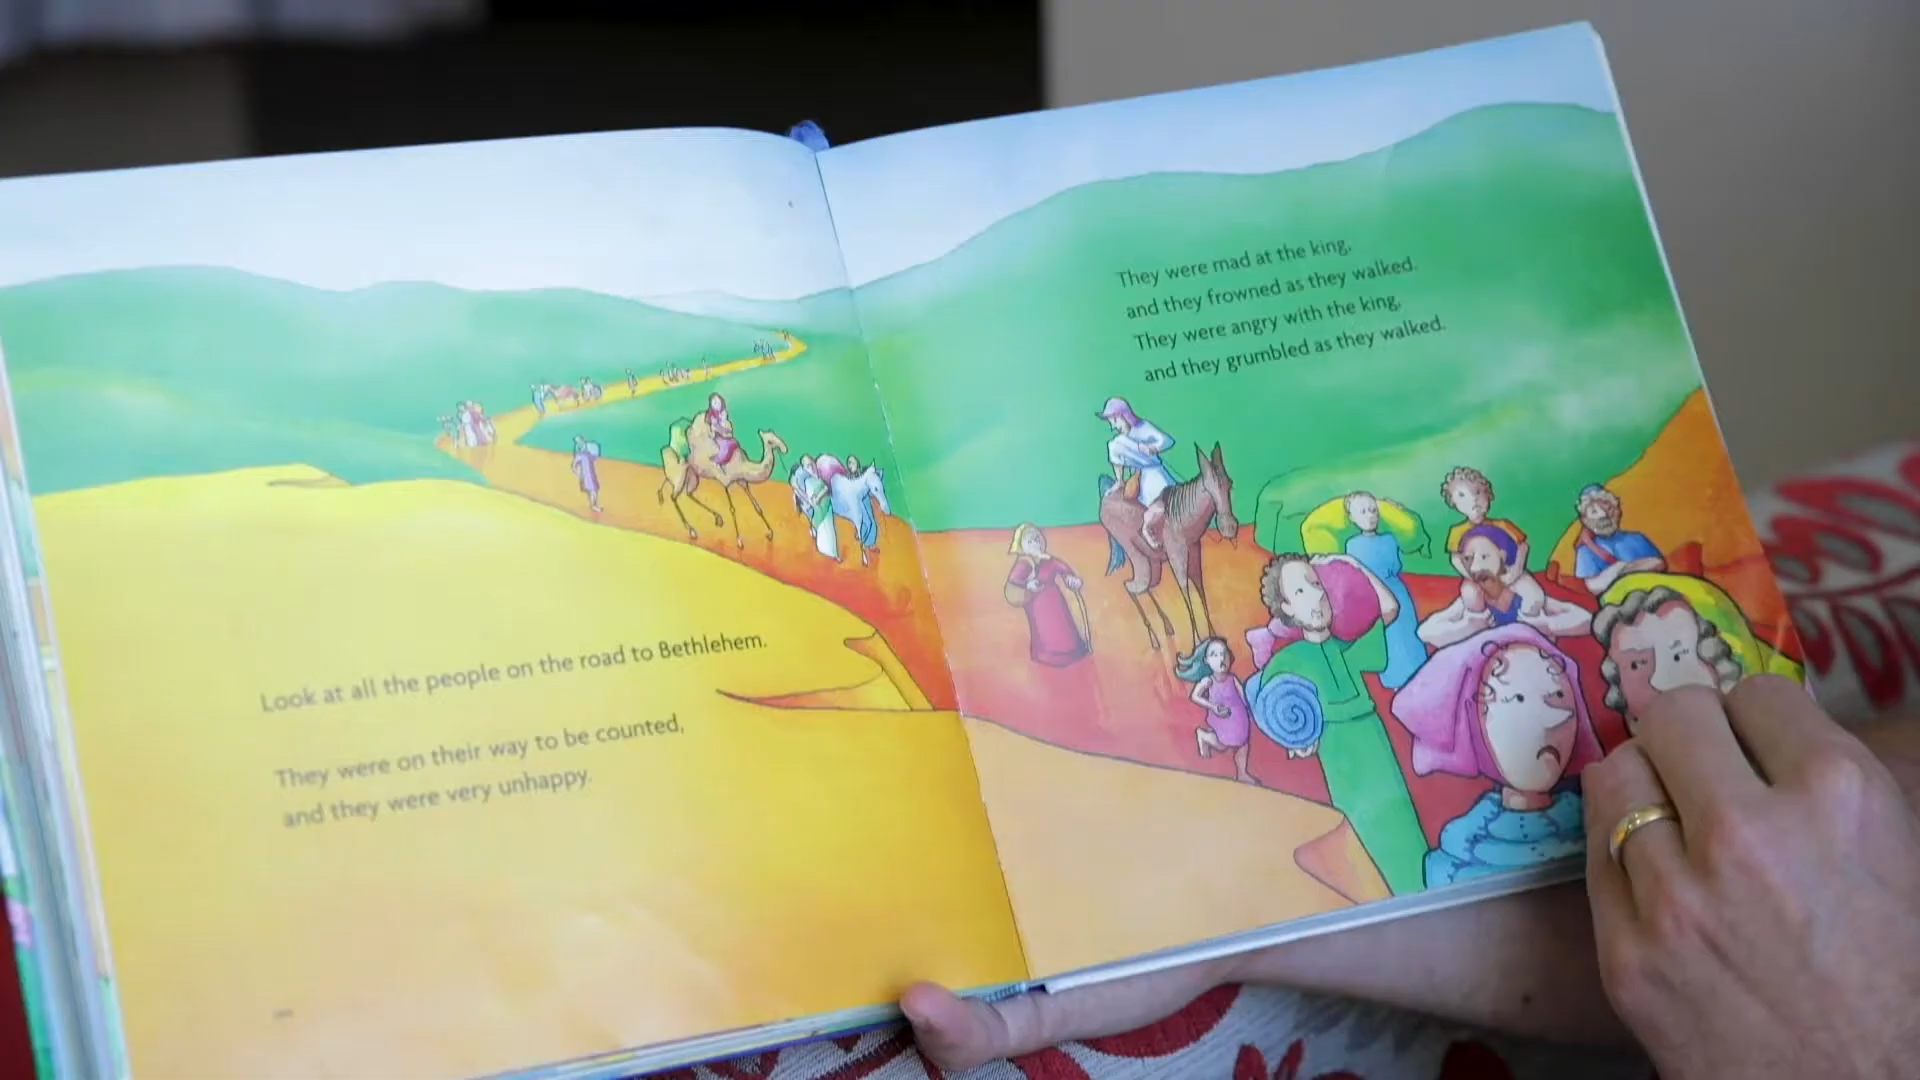 Look at all the people on the road to Bethlehem.
They were on their way to be counted,
and they were very unhappy.
They were mad at the king,
and they frowned as they walked.
They were angry with the king,
and they grumbled as they walked.